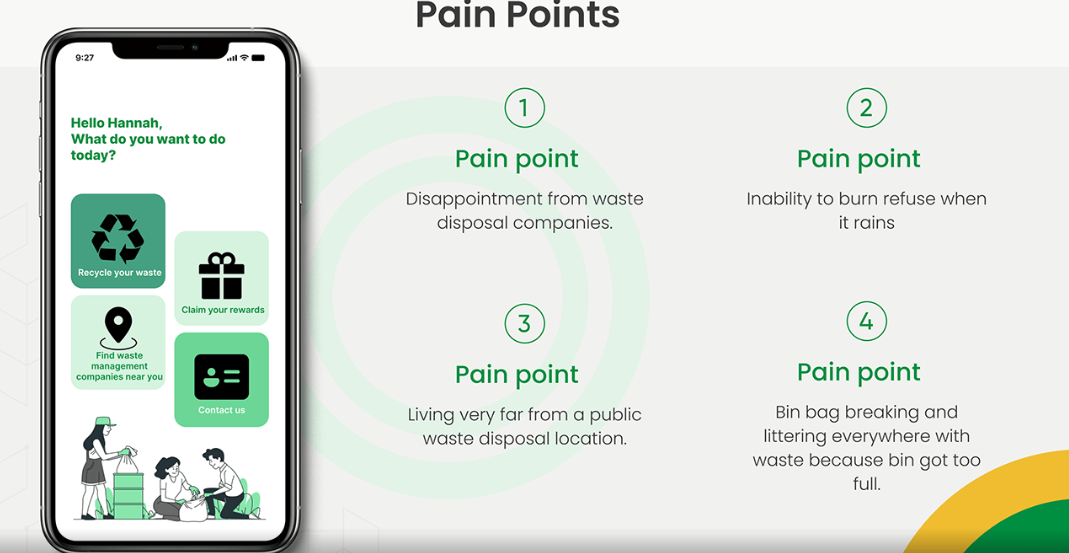 Pain Points
9:27
Hello Hannah,
What do you want to do
today?
Recycle your waste
Claim your rewards
Find waste
management
companies near you
Contact us
1
Pain point
Disappointment from waste
disposal companies.
2
Pain point
Inability to burn refuse when
it rains
3
Pain point
Living very far from a public
waste disposal location.
4
Pain point
Bin bag breaking and
littering everywhere with
waste because bin got too
full.